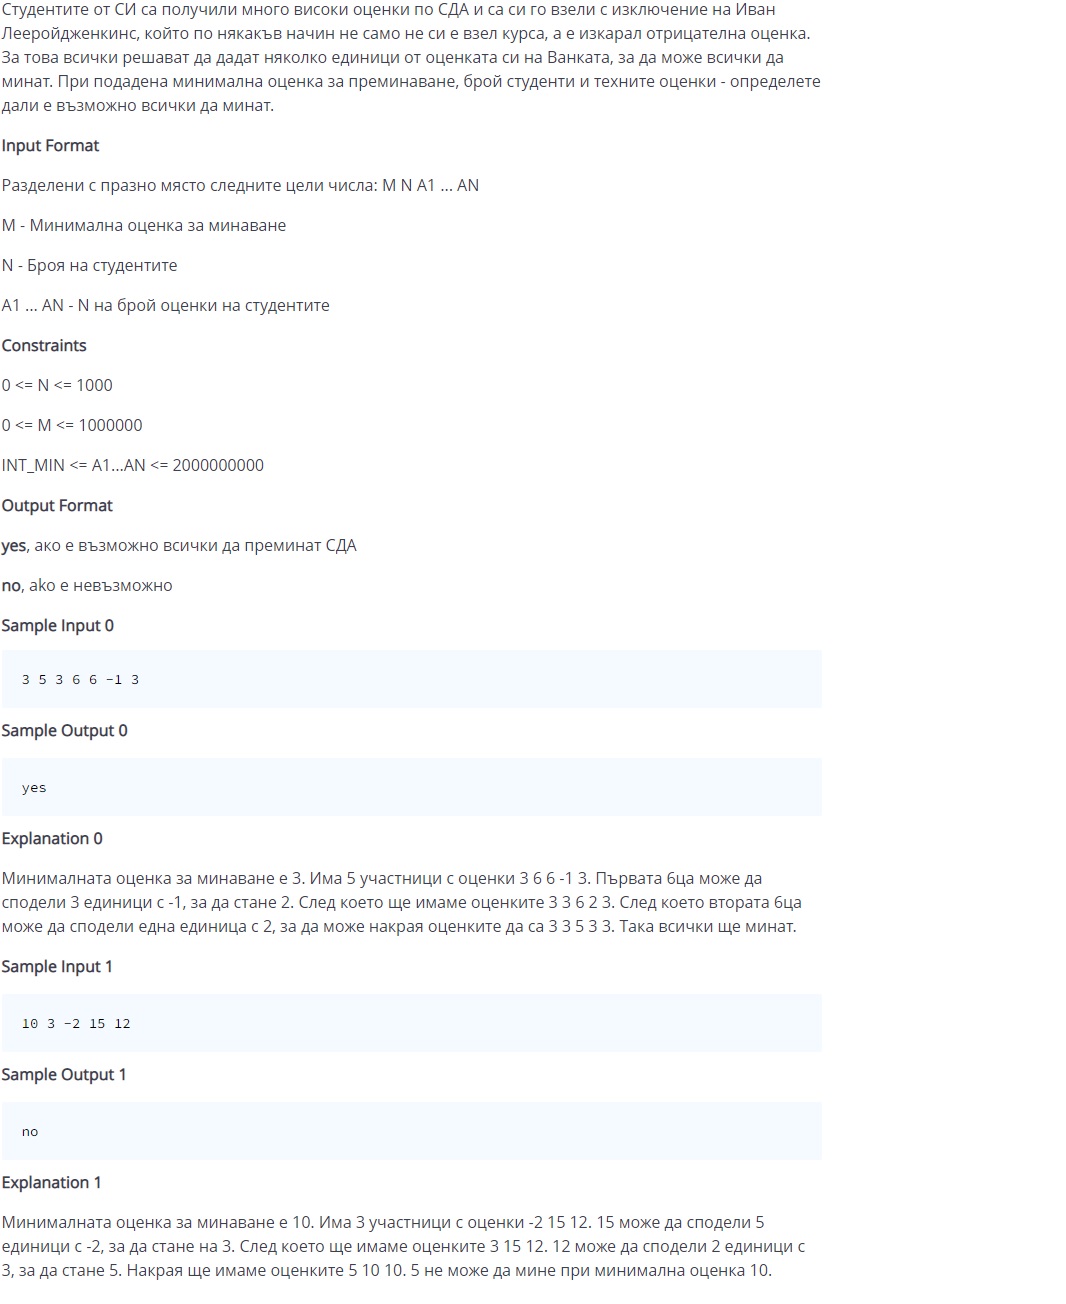 Студентите от СИ са получили много високи оценки по СДА и са си го взели с изключение на Иван
Лееройдженкинс, който по някакъв начин не само не си е взел курса, а е изкарал отрицателна оценка.
За това всички решават да дадат няколко единици от оценката си на Ванката, за да може всички да
минат. При подадена минимална оценка за преминаване, брой студенти и техните оценки - определете
дали е възможно всички да минат.
Input Format
Разделени с празно място следните цели числа: M N A1 ... AN
M - Минимална оценка за минаване
N - Броя на студентите
A1 ... AN - N на брой оценки на студентите
Constraints
0 <= N <= 1000
0 <= M <= 1000000
INT_MIN <= A1...AN <= 2000000000
Output Format
yes, ако е възможно всички да преминат СДА
no, ako е невъзможно
Sample Input 0
3 5 3 6 6 -1 3
Sample Output 0
yes
Explanation 0
Минималната оценка за минаване е 3. Има 5 участници с оценки 3 6 6 -1 3. Първата 6ца може да
сподели 3 единици с -1, за да стане 2. След което ще имаме оценките 3 3 6 2 3. След което втората 6ца
може да сподели една единица с 2, за да може накрая оценките да са 3 3 5 3 3. Така всички ще минат.
Sample Input 1
10 3 -2 15 12
Sample Output 1
no
Explanation 1
Минималната оценка за минаване е 10. Има 3 участници с оценки -2 15 12. 15 може да сподели 5
единици с -2, за да стане на 3. След което ще имаме оценките 3 15 12. 12 може да сподели 2 единици с
3, за да стане 5. Накрая ще имаме оценките 5 10 10. 5 не може да мине при минимална оценка 10.